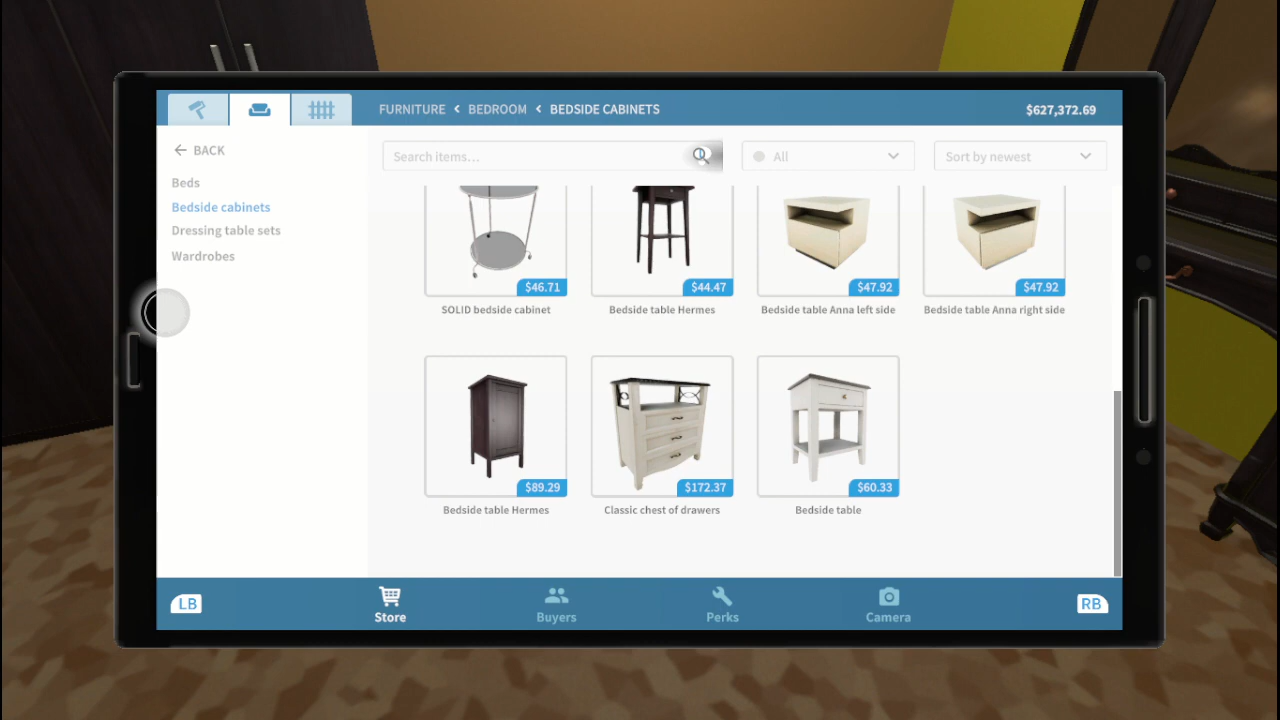 FURNITURE < BEDROOM < BEDSIDE CABINETS
$627,372.69
BACK
Search items...
All
Sort by newest
Beds
Bedside cabinets
Dressing table sets
Wardrobes
$46.71
$44.47
$47.92
$47.92
SOLID bedside cabinet
Bedside table Hermes
Bedside table Anna left side
Bedside table Anna right side
$89.29
$172.37
$60.33
Bedside table Hermes
Classic chest of drawers
Bedside table
LB
Store
Buyers
Perks
Camera
RB